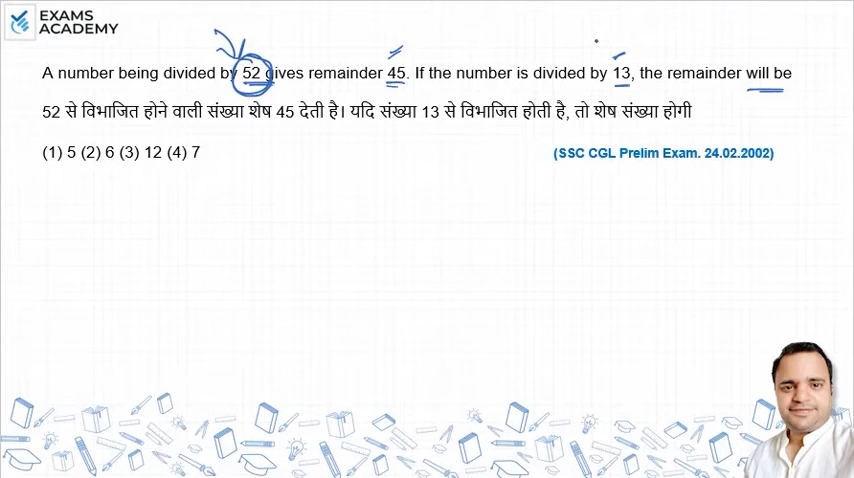 EXAMS
ACADEMY
A number being divided by 52 gives remainder 45. If the number is divided by 13, the remainder will be
52 से विभाजित होने वाली संख्या शेष 45 देती है। यदि संख्या 13 से विभाजित होती है, तो शेष संख्या होगी
(1) 5 (2) 6 (3) 12 (4) 7
(SSC CGL Prelim Exam. 24.02.2002)